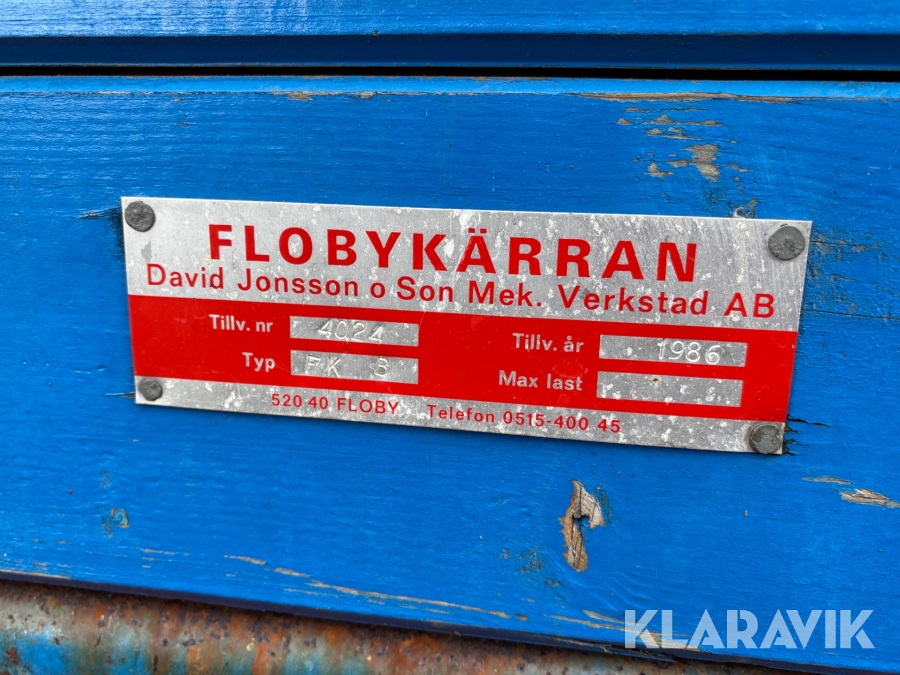 FLOBYKÄRRAN
David Jonsson o Son Mek. Verkstad AB
Tillv. nr 4024
Tillv. år 1986
Typ FK 3
Max last
520 40 FLOBY Telefon 0515-400 45
KLARAVIK